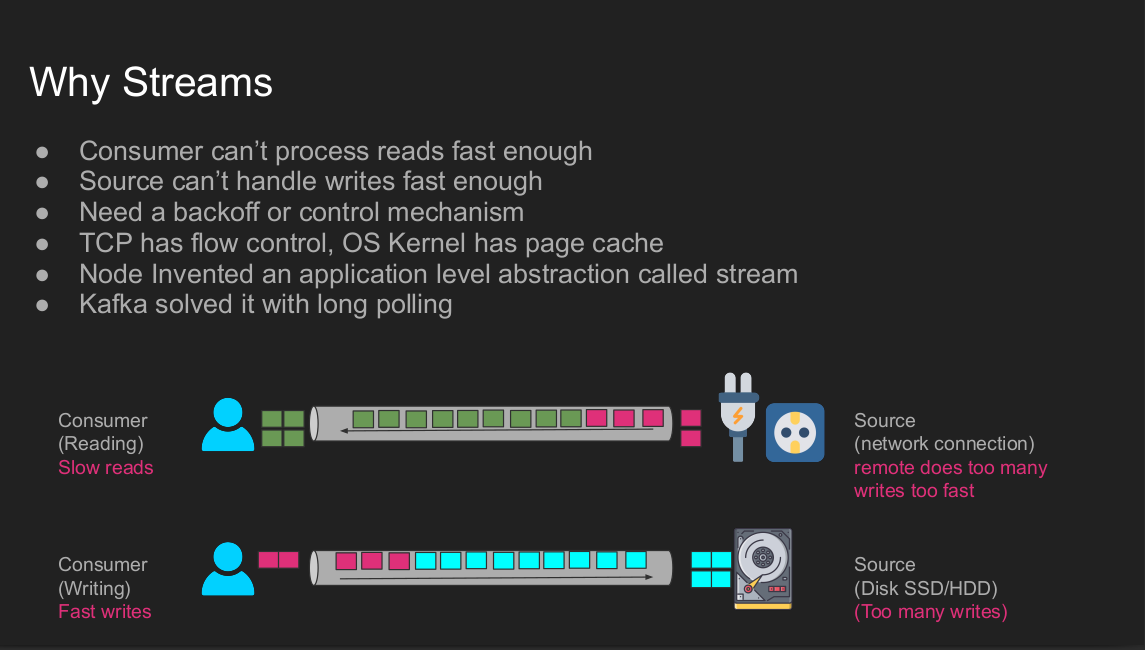 Why Streams
● Consumer can’t process reads fast enough
● Source can’t handle writes fast enough
● Need a backoff or control mechanism
● TCP has flow control, OS Kernel has page cache
● Node Invented an application level abstraction called stream
● Kafka solved it with long polling
Consumer
(Reading)
Slow reads
Source
(network connection)
remote does too many
writes too fast
Consumer
(Writing)
Fast writes
Source
(Disk SSD/HDD)
(Too many writes)